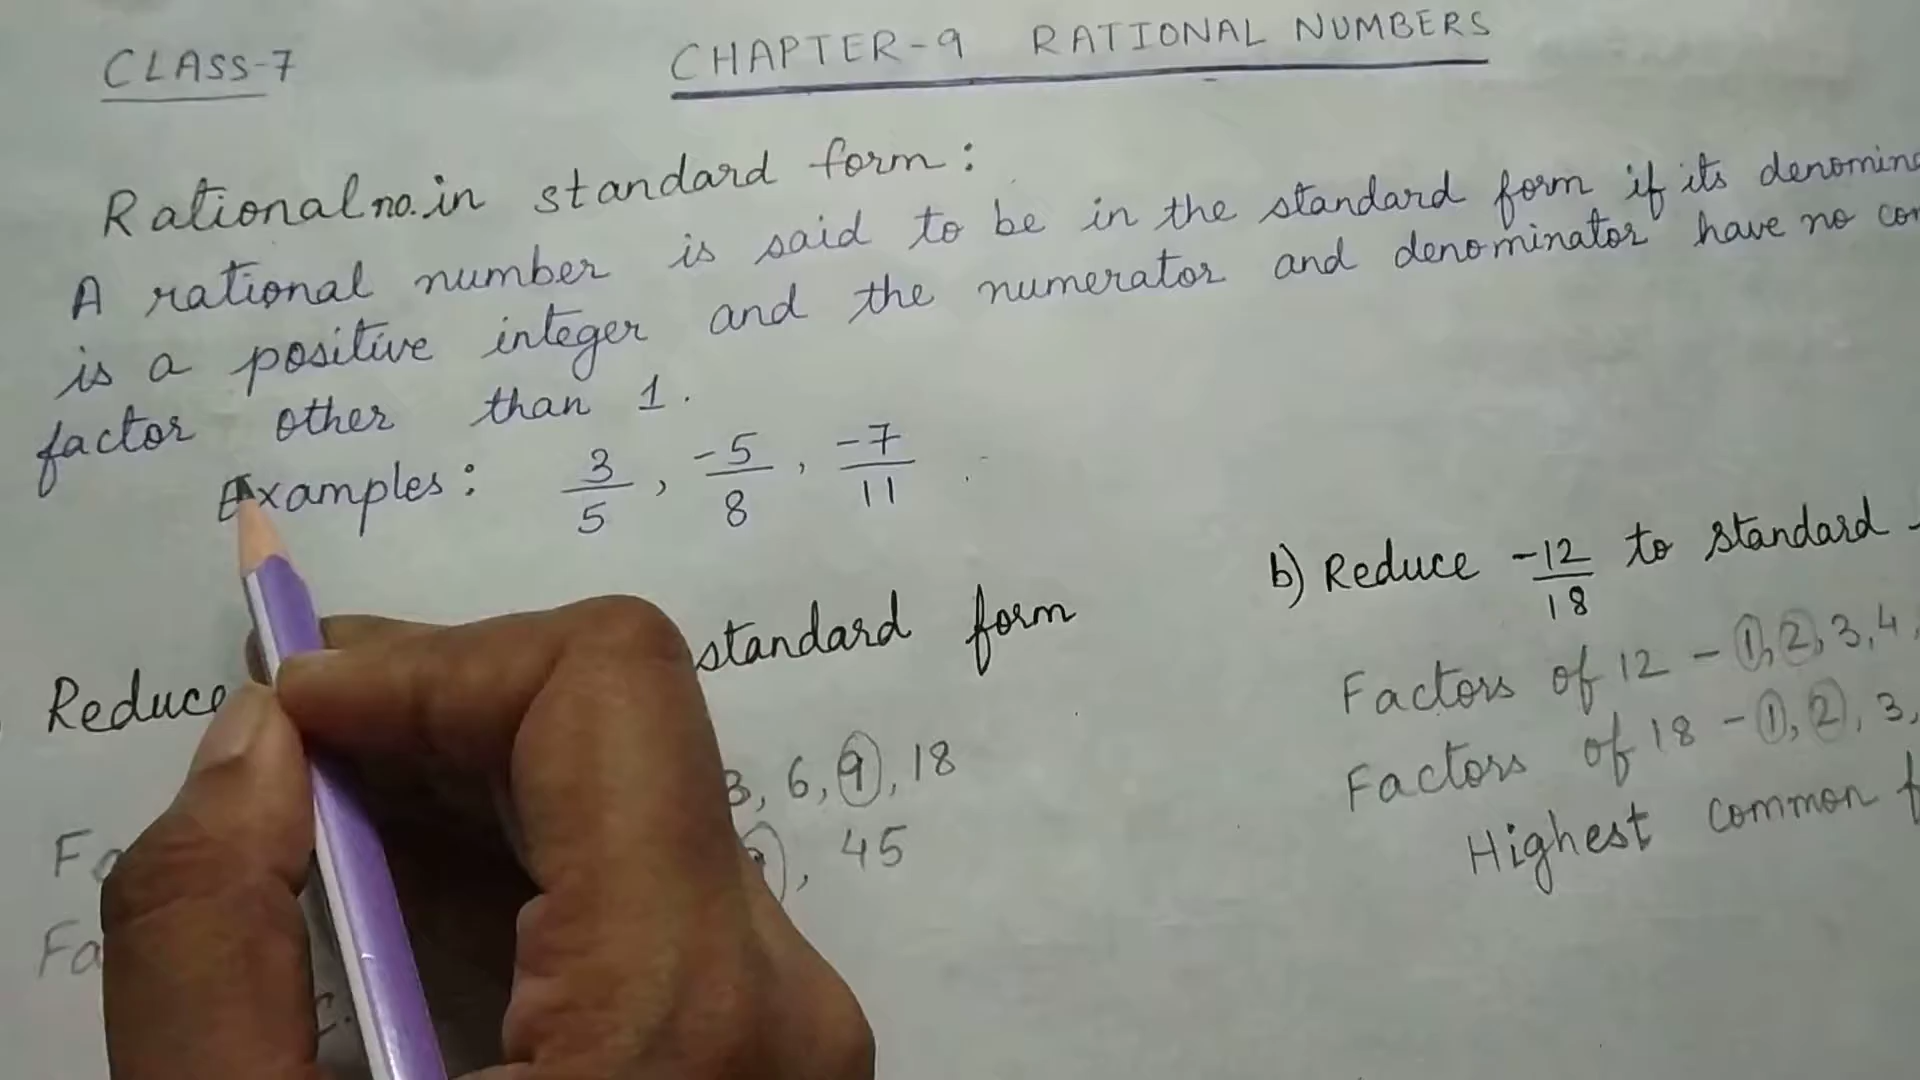 CLASS-7
CHAPTER-9 RATIONAL NUMBERS
Rational no. in standard form:
A rational number is said to be in the standard form if its denomin
is a positive integer and the numerator and denominator have no com
factor other than 1.
Examples: 3/5, -5/8, -7/11
Reduce standard form
3, 6, 9, 18
, 45
b) Reduce -12/18 to standard
Factors of 12 - 1, 2, 3, 4,
Factors of 18 - 1, 2, 3,
Highest common f